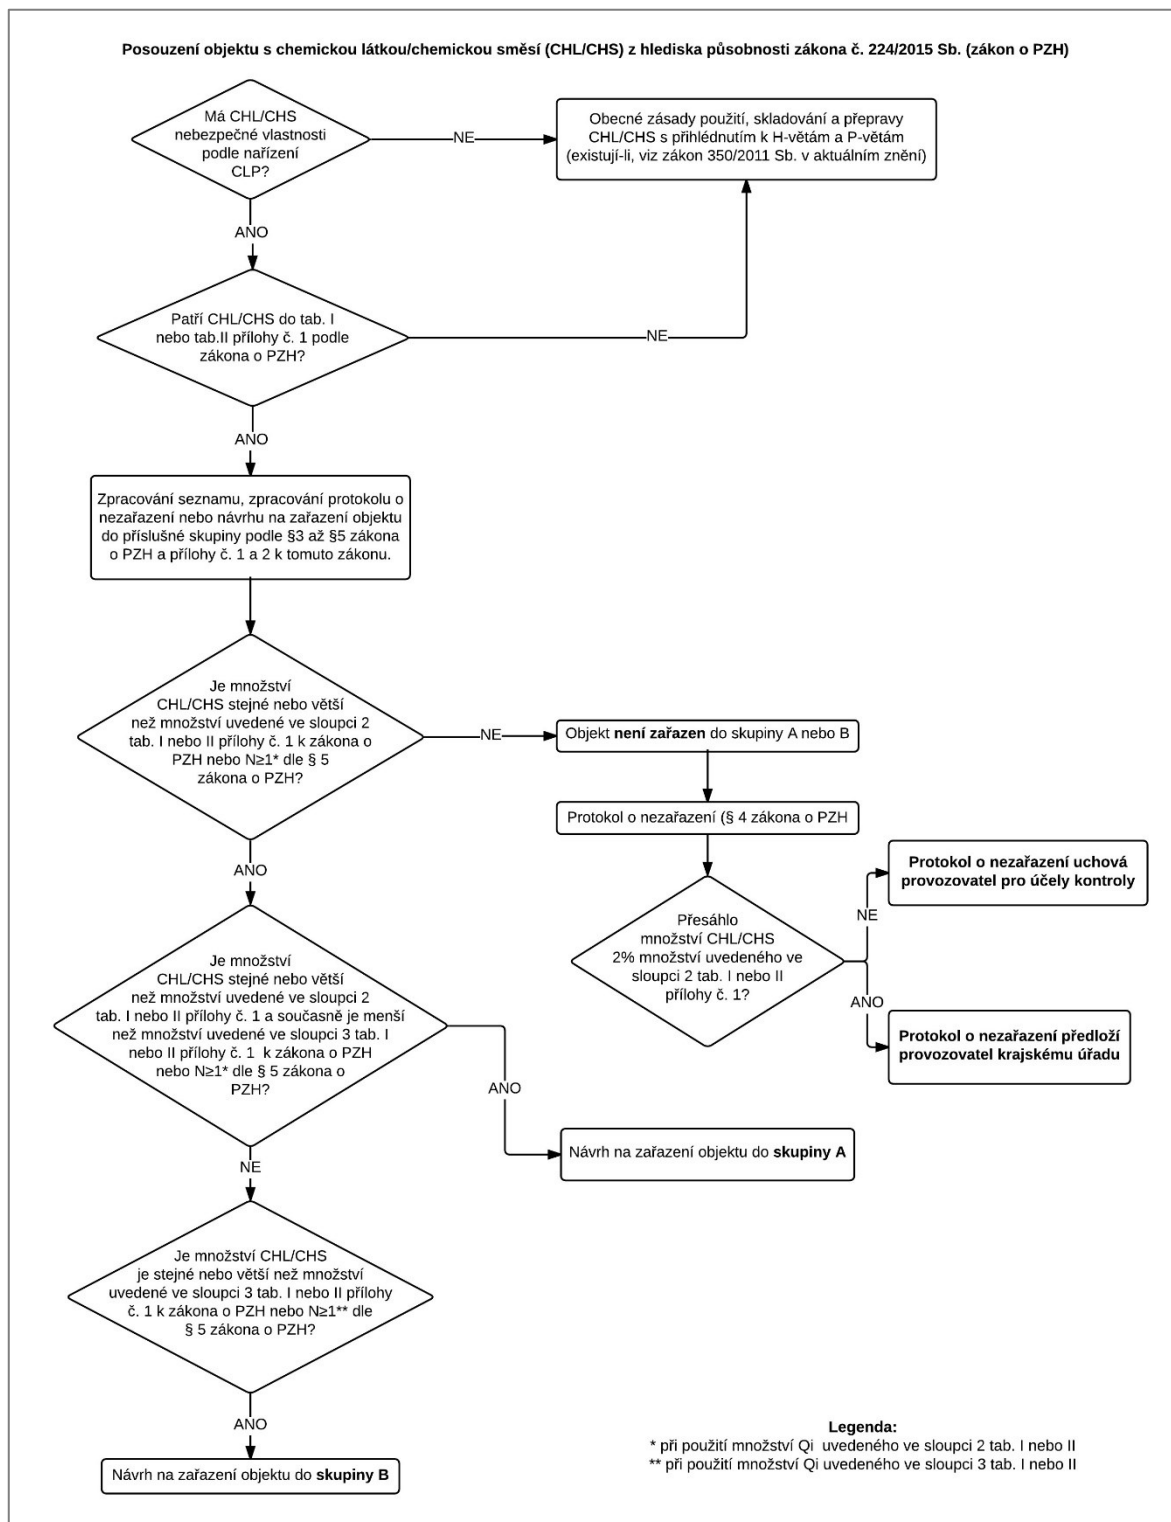 Posouzení objektu s chemickou látkou/chemickou směsí (CHL/CHS) z hlediska působnosti zákona č. 224/2015 Sb. (zákon o PZH)
Má CHL/CHS
nebezpečné vlastnosti
podle nařízení
CLP?
NE
Obecné zásady použití, skladování a přepravy
CHL/CHS s přihlédnutím k H-větám a P-větám
(existují-li, viz zákon 350/2011 Sb. v aktuálním znění)
ANO
Patří CHL/CHS do tab. I
nebo tab.II přílohy č. 1 podle
zákona o PZH?
NE
ANO
Zpracování seznamu, zpracování protokolu o
nezařazení nebo návrhu na zařazení objektu
do příslušné skupiny podle §3 až §5 zákona
o PZH a přílohy č. 1 a 2 k tomuto zákonu.
Je množství
CHL/CHS stejné nebo větší
než množství uvedené ve sloupci 2
tab. I nebo II přílohy č. 1 k zákona o
PZH nebo N≥1* dle § 5
zákona o PZH?
NE
Objekt není zařazen do skupiny A nebo B
Protokol o nezařazení (§ 4 zákona o PZH
Přesáhlo
množství CHL/CHS
2% množství uvedeného ve
sloupci 2 tab. I nebo II
přílohy č. 1?
NE
Protokol o nezařazení uchová
provozovatel pro účely kontroly
ANO
Protokol o nezařazení předloží
provozovatel krajskému úřadu
ANO
Je množství
CHL/CHS stejné nebo větší
než množství uvedené ve sloupci 2
tab. I nebo II přílohy č. 1 a současně je menší
než množství uvedené ve sloupci 3 tab. I
nebo II přílohy č. 1 k zákona o PZH
nebo N≥1* dle § 5 zákona o
PZH?
ANO
Návrh na zařazení objektu do skupiny A
NE
Je množství CHL/CHS
je stejné nebo větší než množství
uvedené ve sloupci 3 tab. I nebo II přílohy
č. 1 k zákona o PZH nebo N≥1** dle
§ 5 zákona o PZH?
ANO
Návrh na zařazení objektu do skupiny B
Legenda:
* při použití množství Qi uvedeného ve sloupci 2 tab. I nebo II
** při použití množství Qi uvedeného ve sloupci 3 tab. I nebo II